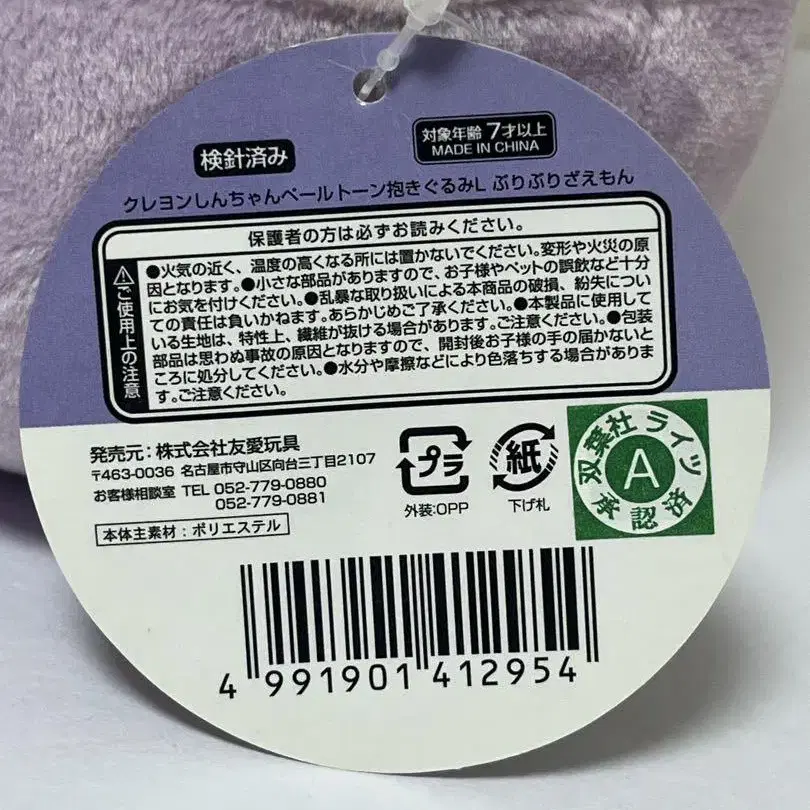 検針済み
対象年齢 7才以上
MADE IN CHINA
クレヨンしんちゃんペールトーン抱きぐるみL ぶりぶりざえもん
保護者の方は必ずお読みください。
⚠ご使用上の注意
●火気の近く、温度の高くなる所には置かないでください。変形や火災の原
因となります。●小さな部品がありますので、お子様やペットの誤飲など十分
にお気を付けください。●乱暴な取り扱いによる本商品の破損、紛失につい
ての責任は負いかねます。あらかじめご了承ください。●本製品に使用して
いる生地は、特性上、繊維が抜ける場合があります。ご注意ください。●包装
部品は思わぬ事故の原因となりますので、開封後お子様の手の届かないと
ころに処分してください。●水分や摩擦などにより色落ちする場合がありま
す。ご注意ください。
発売元:株式会社友愛玩具
〒463-0036 名古屋市守山区向台三丁目2107
お客様相談室 TEL 052-779-0880
052-779-0881
本体主素材:ポリエステル
プラ
外装:OPP
紙
下げ札
双葉社ライツ
A
承認済
4 991901 412954